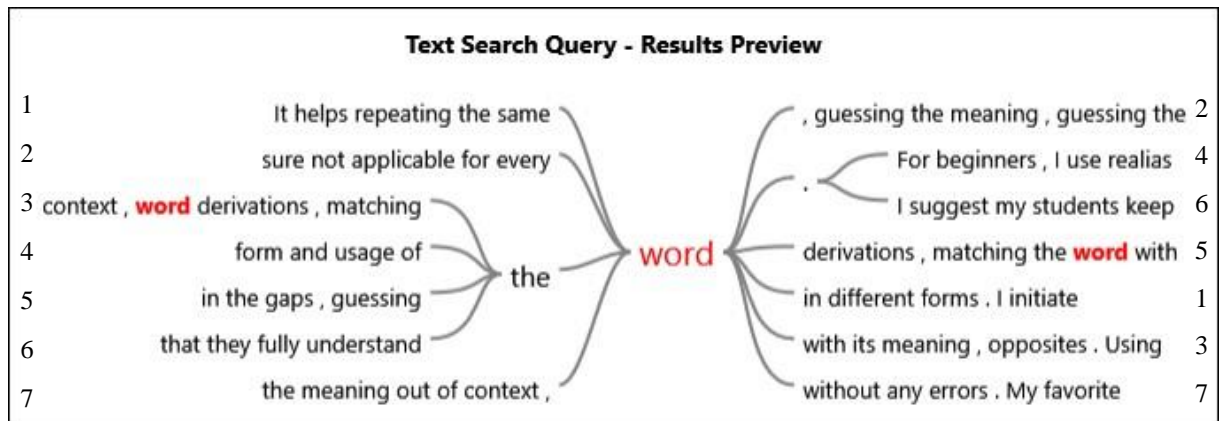 Text Search Query - Results Preview
1 It helps repeating the same , guessing the meaning , guessing the 2
2 sure not applicable for every For beginners , I use realias 4
.
3 context , word derivations , matching I suggest my students keep 6
4 form and usage of word derivations , matching the word with 5
the
5 in the gaps , guessing in different forms . I initiate 1
6 that they fully understand with its meaning , opposites . Using 3
7 the meaning out of context , without any errors . My favorite 7